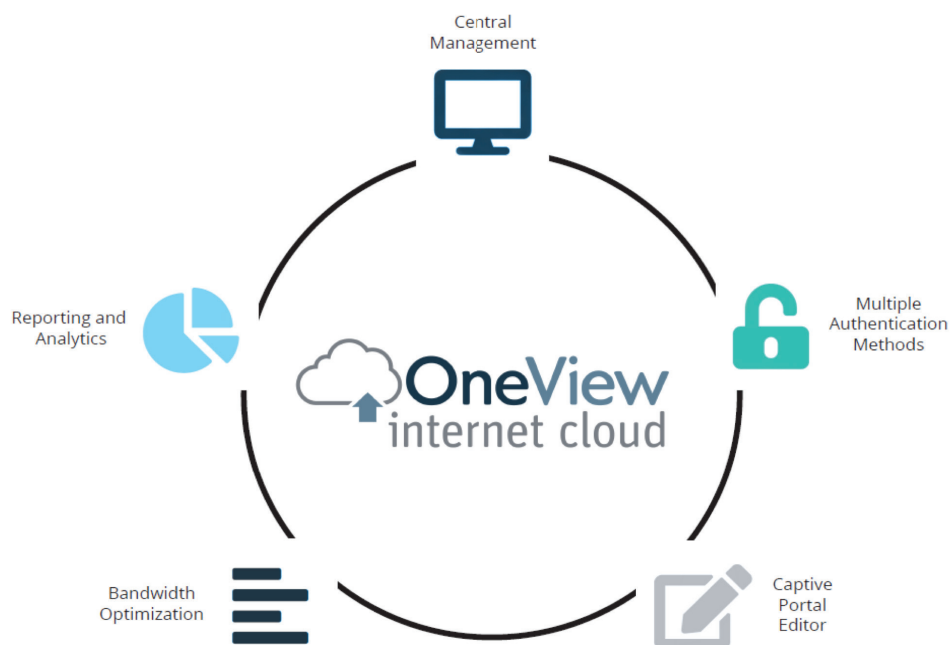 Central
Management
Reporting and
Analytics
Multiple
Authentication
Methods
OneView
internet cloud
Bandwidth
Optimization
Captive
Portal
Editor